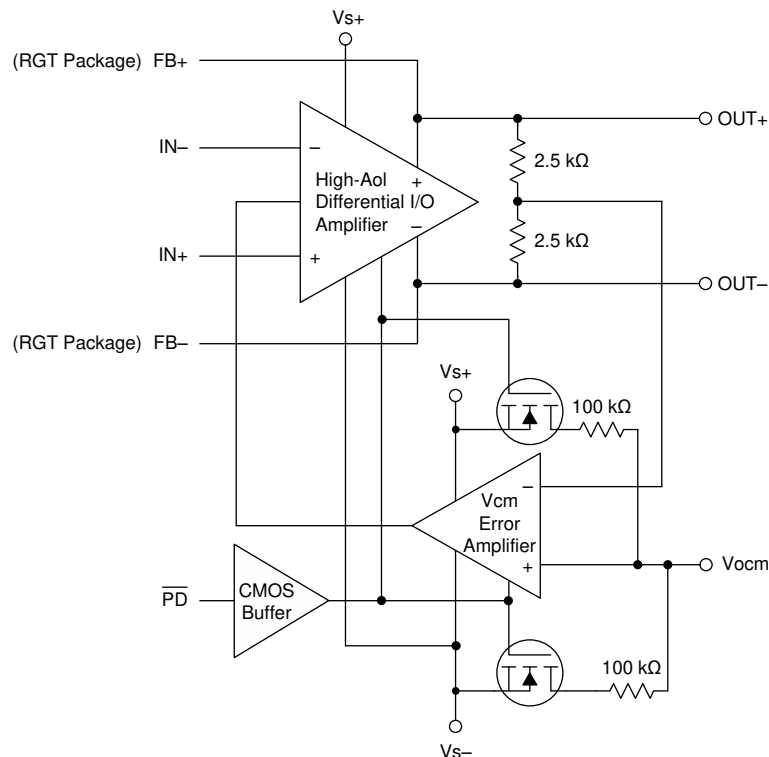 Vs+
(RGT Package) FB+
OUT+
IN–
–
2.5 kΩ
High-Aol
Differential I/O
Amplifier
+
–
2.5 kΩ
IN+
+
OUT–
(RGT Package) FB–
Vs+
100 kΩ
–
Vcm
Error
Amplifier
+
Vocm
PD
CMOS
Buffer
100 kΩ
Vs–